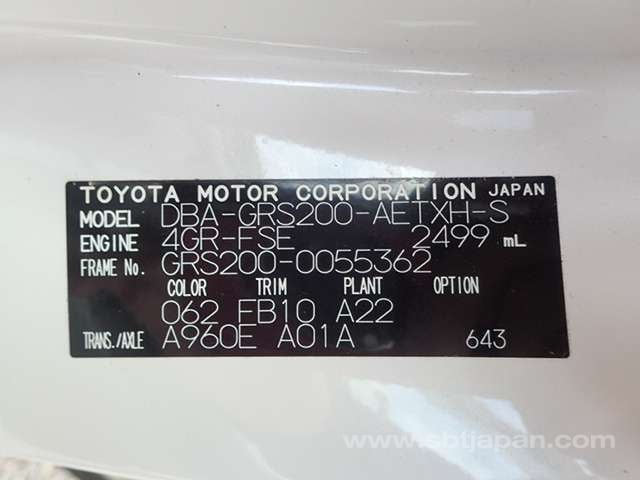 TOYOTA MOTOR CORPORATION JAPAN
MODEL DBA-GRS200-AETXH-S
ENGINE 4GR-FSE 2499 mL
FRAME No. GRS200-0055362
COLOR TRIM PLANT OPTION
062 FB10 A22
TRANS./AXLE A960E A01A 643
www.sbtjapan.com